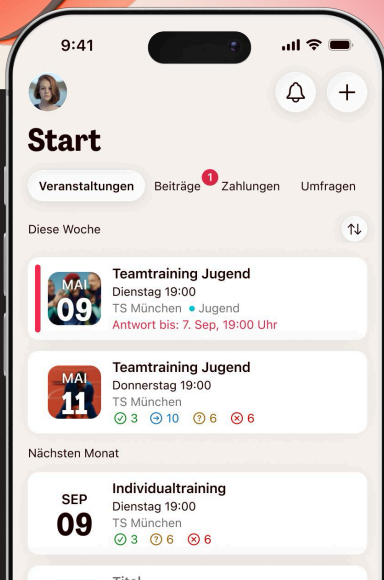 9:41
Start
Veranstaltungen Beiträge 1 Zahlungen Umfragen
Diese Woche
MAI
09
Teamtraining Jugend
Dienstag 19:00
TS München • Jugend
Antwort bis: 7. Sep, 19:00 Uhr
MAI
11
Teamtraining Jugend
Donnerstag 19:00
TS München
3 10 6 6
Nächsten Monat
SEP
09
Individualtraining
Dienstag 19:00
TS München
3 6 6